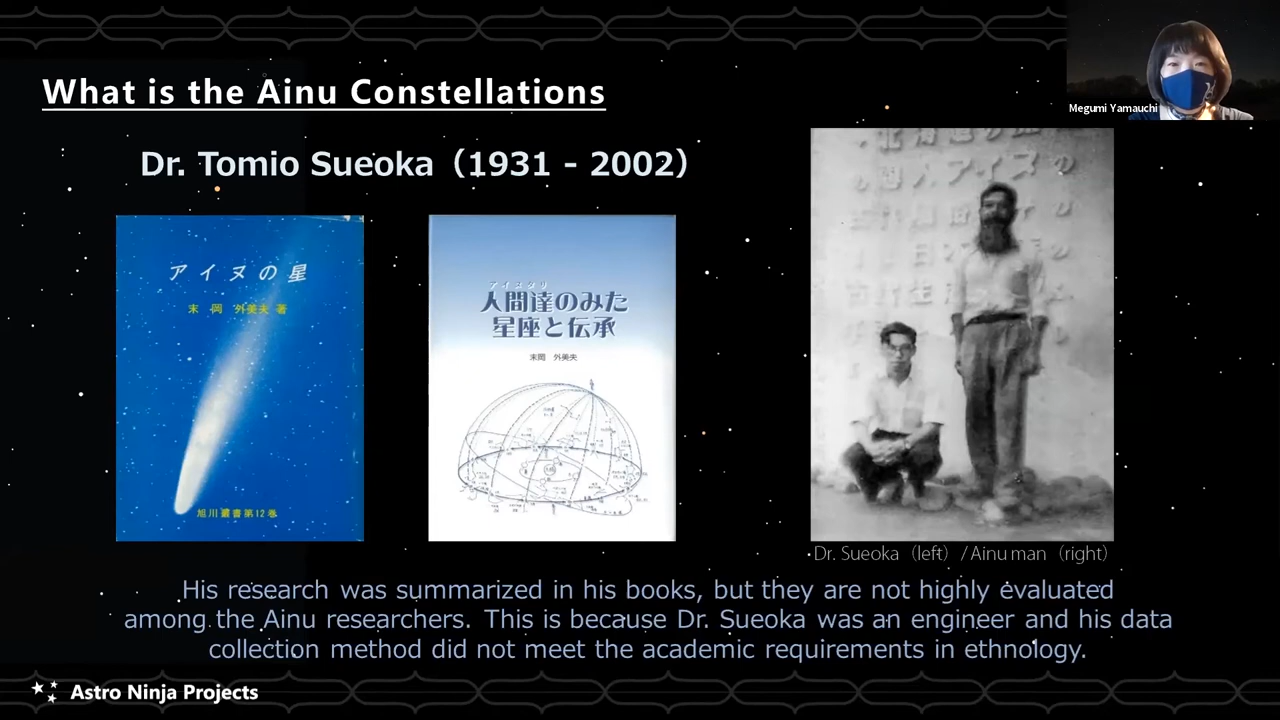 What is the Ainu Constellations
Megumi Yamauchi
Dr. Tomio Sueoka（1931 - 2002）
アイヌの星
末岡 外美夫 著
旭川叢書第12巻
アイヌタリ
人間達のみた
星座と伝承
末岡 外美夫
Dr. Sueoka（left）/ Ainu man（right）
His research was summarized in his books, but they are not highly evaluated
among the Ainu researchers. This is because Dr. Sueoka was an engineer and his data
collection method did not meet the academic requirements in ethnology.
Astro Ninja Projects